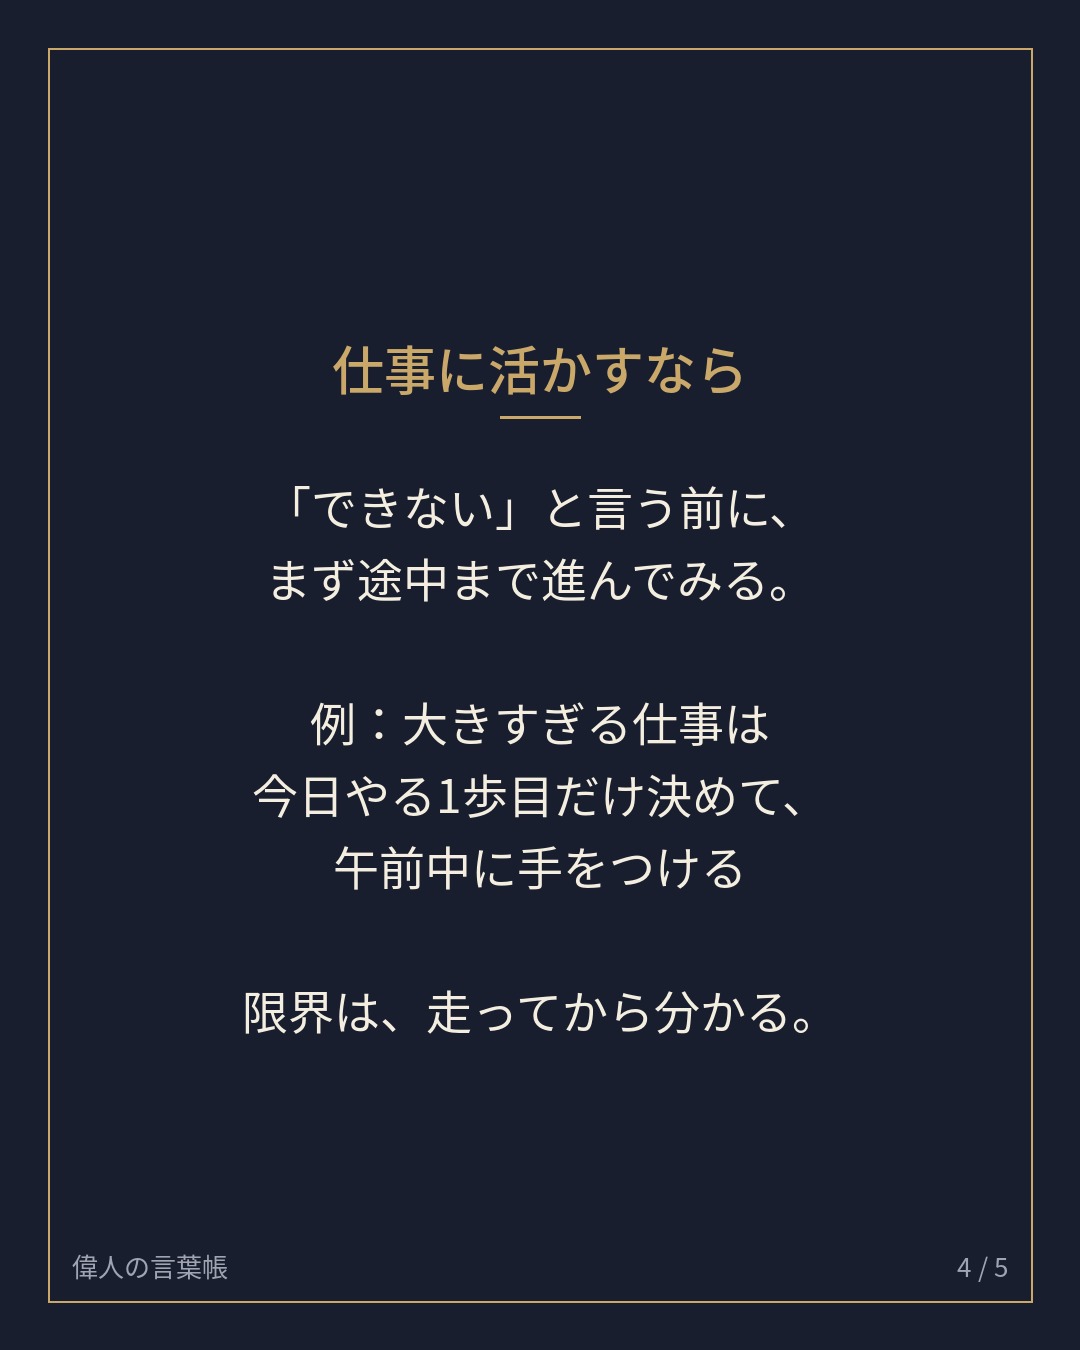 仕事に活かすなら
「できない」と言う前に、
まず途中まで進んでみる。
例：大きすぎる仕事は
今日やる1歩目だけ決めて、
午前中に手をつける
限界は、走ってから分かる。
偉人の言葉帳
4 / 5